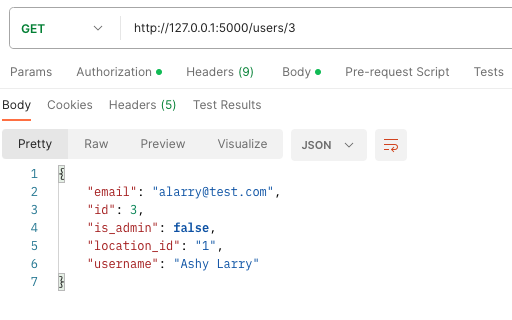 GET http://127.0.0.1:5000/users/3
Params Authorization Headers (9) Body Pre-request Script Tests
Body Cookies Headers (5) Test Results
Pretty Raw Preview Visualize JSON
1 {
2 "email": "alarry@test.com",
3 "id": 3,
4 "is_admin": false,
5 "location_id": "1",
6 "username": "Ashy Larry"
7 }